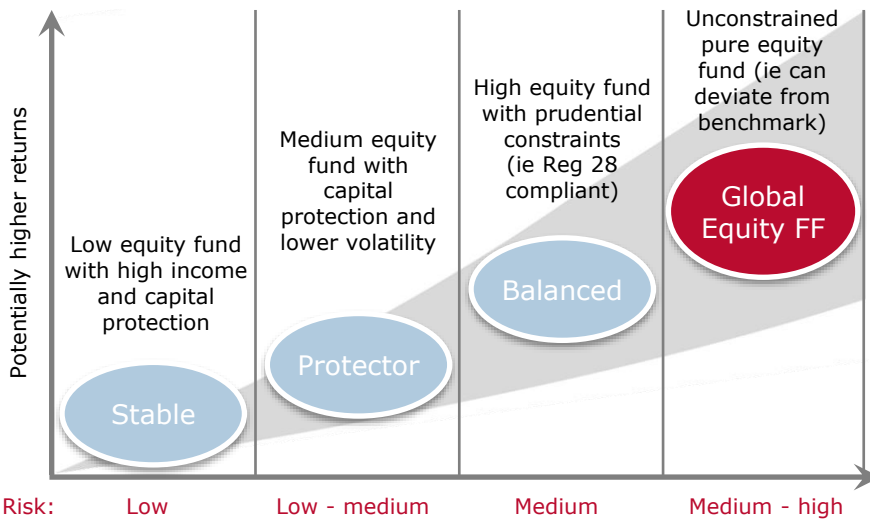 Potentially higher returns
Low equity fund
with high income
and capital
protection
Stable
Medium equity
fund with
capital
protection and
lower volatility
Protector
High equity fund
with prudential
constraints
(ie Reg 28
compliant)
Balanced
Unconstrained
pure equity
fund (ie can
deviate from
benchmark)
Global
Equity FF
Risk:
Low
Low - medium
Medium
Medium - high